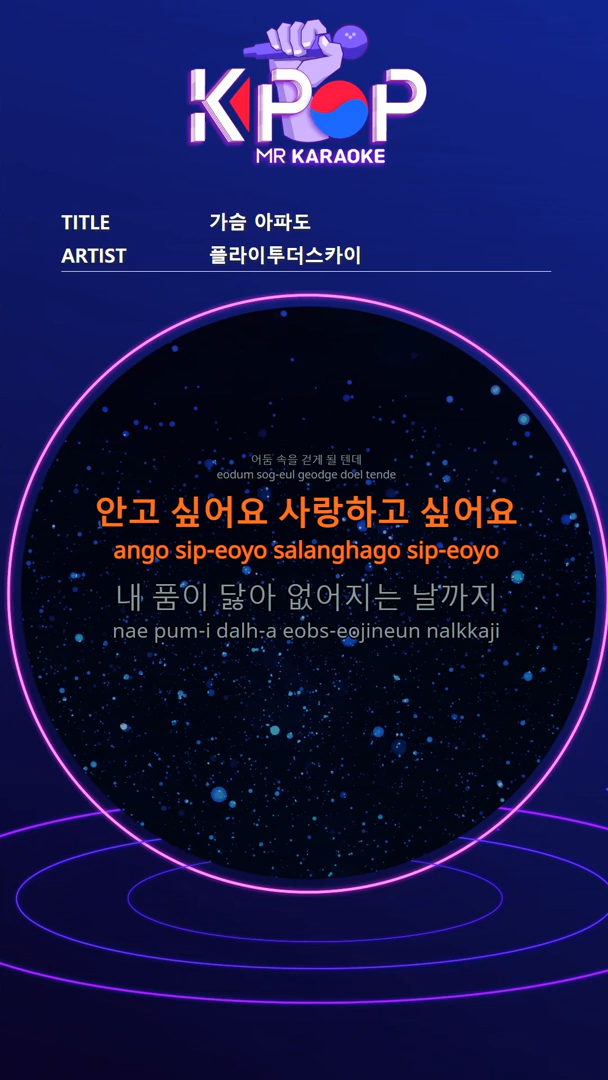 KPOP
MR KARAOKE
TITLE 가슴 아파도
ARTIST 플라이투더스카이
어둠 속을 걷게 될 텐데
eodum sog-eul geodge doel tende
안고 싶어요 사랑하고 싶어요
ango sip-eoyo salanghago sip-eoyo
내 품이 닳아 없어지는 날까지
nae pum-i dalh-a eobs-eojineun nalkkaji